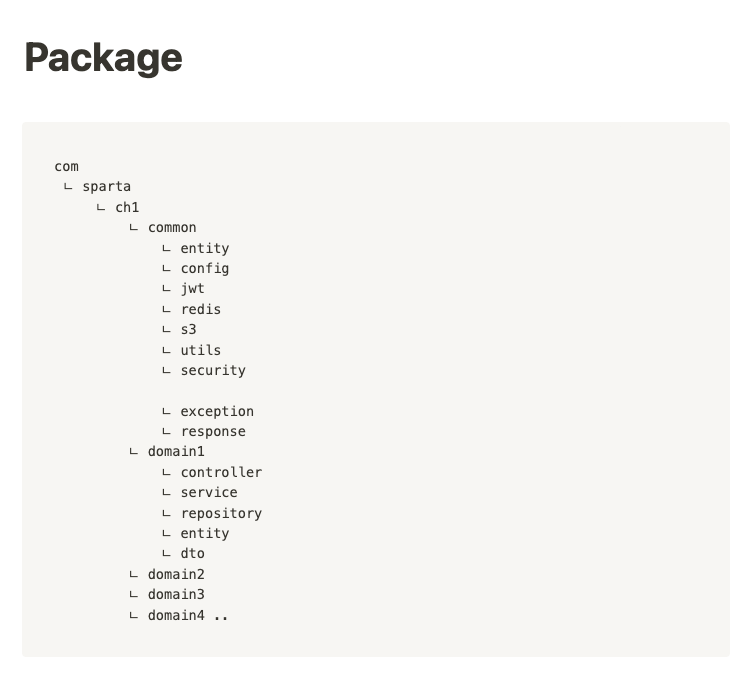 Package
com
ㄴ sparta
ㄴ ch1
ㄴ common
ㄴ entity
ㄴ config
ㄴ jwt
ㄴ redis
ㄴ s3
ㄴ utils
ㄴ security
ㄴ exception
ㄴ response
ㄴ domain1
ㄴ controller
ㄴ service
ㄴ repository
ㄴ entity
ㄴ dto
ㄴ domain2
ㄴ domain3
ㄴ domain4 ..